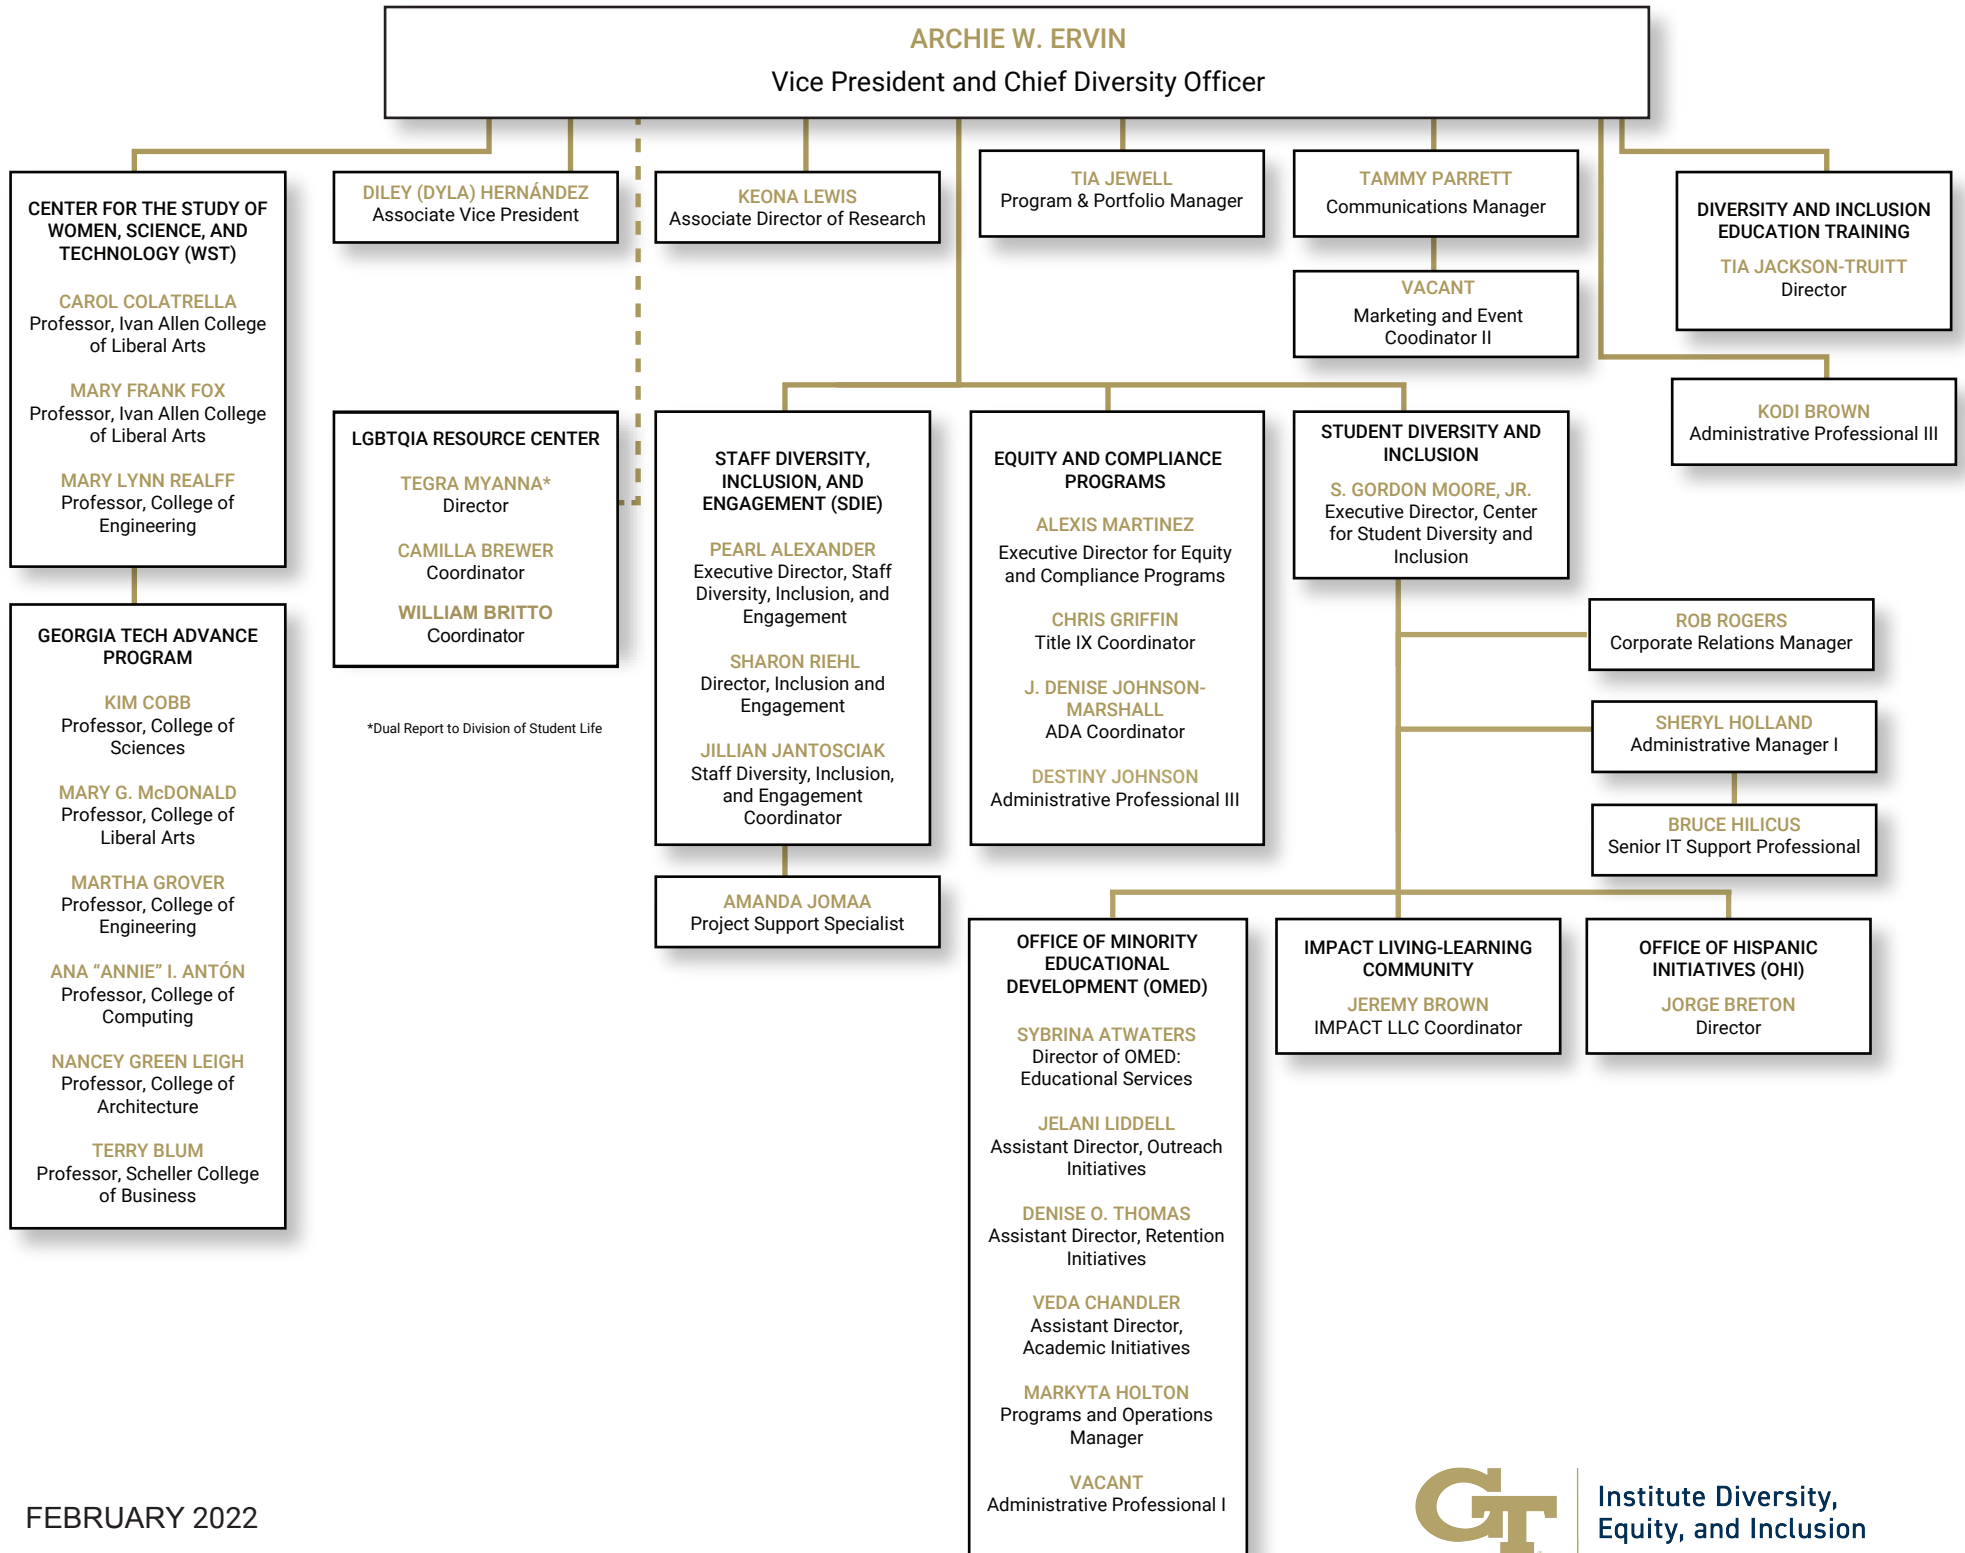 ARCHIE W. ERVIN
Vice President and Chief Diversity Officer
CENTER FOR THE STUDY OF
WOMEN, SCIENCE, AND
TECHNOLOGY (WST)
CAROL COLATRELLA
Professor, Ivan Allen College
of Liberal Arts
MARY FRANK FOX
Professor, Ivan Allen College
of Liberal Arts
MARY LYNN REALFF
Professor, College of
Engineering
GEORGIA TECH ADVANCE
PROGRAM
KIM COBB
Professor, College of
Sciences
MARY G. McDONALD
Professor, College of
Liberal Arts
MARTHA GROVER
Professor, College of
Engineering
ANA “ANNIE” I. ANTÓN
Professor, College of
Computing
NANCEY GREEN LEIGH
Professor, College of
Architecture
TERRY BLUM
Professor, Scheller College
of Business
DILEY (DYLA) HERNÁNDEZ
Associate Vice President
LGBTQIA RESOURCE CENTER
TEGRA MYANNA*
Director
CAMILLA BREWER
Coordinator
WILLIAM BRITTO
Coordinator
*Dual Report to Division of Student Life
KEONA LEWIS
Associate Director of Research
TIA JEWELL
Program & Portfolio Manager
TAMMY PARRETT
Communications Manager
VACANT
Marketing and Event
Coodinator II
DIVERSITY AND INCLUSION
EDUCATION TRAINING
TIA JACKSON-TRUITT
Director
KODI BROWN
Administrative Professional III
STAFF DIVERSITY,
INCLUSION, AND
ENGAGEMENT (SDIE)
PEARL ALEXANDER
Executive Director, Staff
Diversity, Inclusion, and
Engagement
SHARON RIEHL
Director, Inclusion and
Engagement
JILLIAN JANTOSCIAK
Staff Diversity, Inclusion,
and Engagement
Coordinator
AMANDA JOMAA
Project Support Specialist
EQUITY AND COMPLIANCE
PROGRAMS
ALEXIS MARTINEZ
Executive Director for Equity
and Compliance Programs
CHRIS GRIFFIN
Title IX Coordinator
J. DENISE JOHNSON-
MARSHALL
ADA Coordinator
DESTINY JOHNSON
Administrative Professional III
STUDENT DIVERSITY AND
INCLUSION
S. GORDON MOORE, JR.
Executive Director, Center
for Student Diversity and
Inclusion
ROB ROGERS
Corporate Relations Manager
SHERYL HOLLAND
Administrative Manager I
BRUCE HILICUS
Senior IT Support Professional
OFFICE OF MINORITY
EDUCATIONAL
DEVELOPMENT (OMED)
SYBRINA ATWATERS
Director of OMED:
Educational Services
JELANI LIDDELL
Assistant Director, Outreach
Initiatives
DENISE O. THOMAS
Assistant Director, Retention
Initiatives
VEDA CHANDLER
Assistant Director,
Academic Initiatives
MARKYTA HOLTON
Programs and Operations
Manager
VACANT
Administrative Professional I
IMPACT LIVING-LEARNING
COMMUNITY
JEREMY BROWN
IMPACT LLC Coordinator
OFFICE OF HISPANIC
INITIATIVES (OHI)
JORGE BRETON
Director
FEBRUARY 2022
GT
Institute Diversity,
Equity, and Inclusion